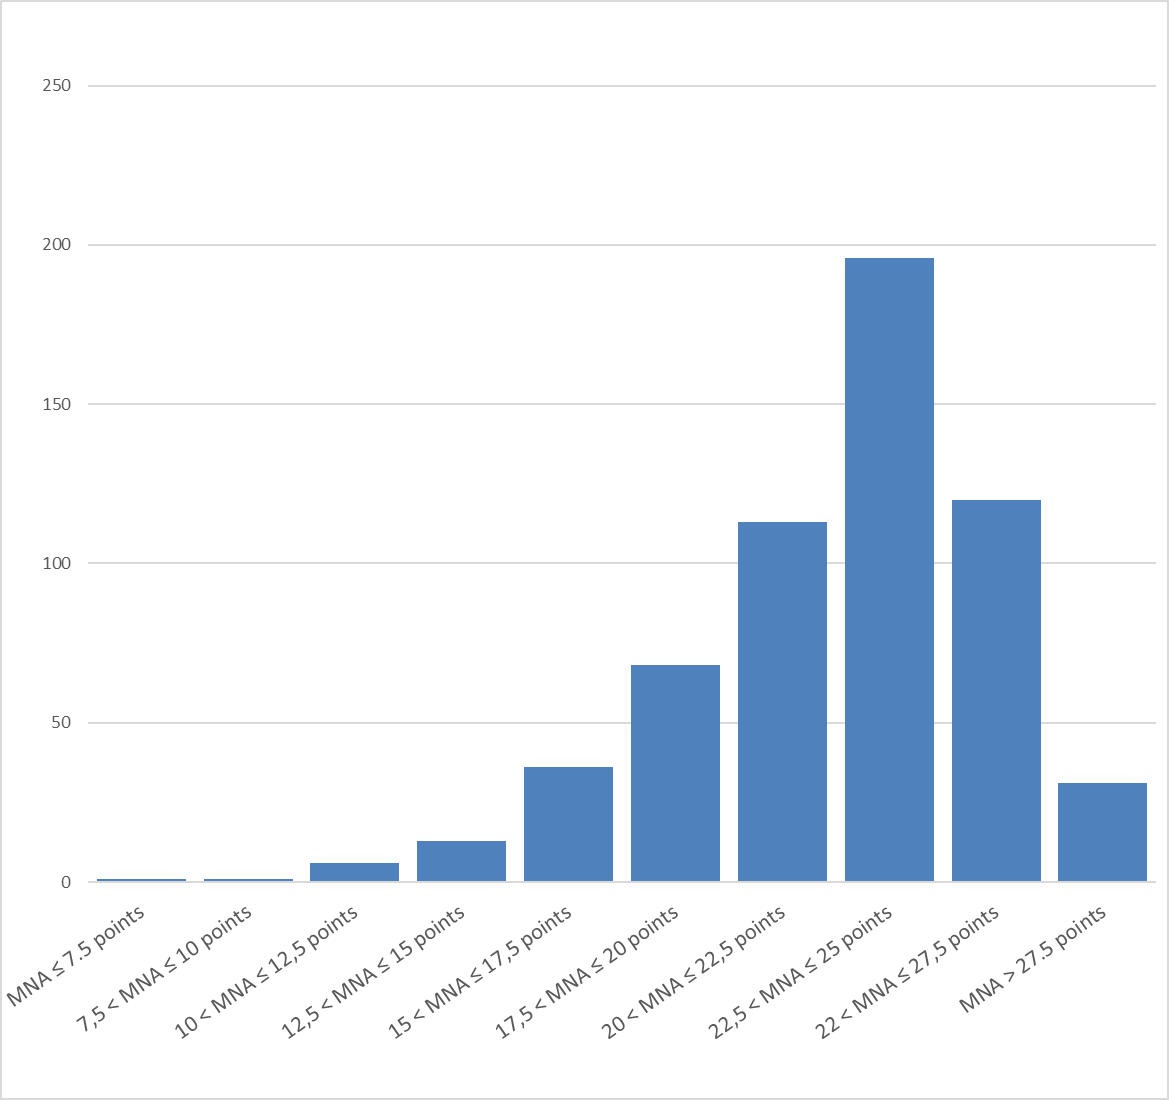 250
200
150
100
50
0
MNA ≤ 7.5 points
7,5 < MNA ≤ 10 points
10 < MNA ≤ 12,5 points
12,5 < MNA ≤ 15 points
15 < MNA ≤ 17,5 points
17,5 < MNA ≤ 20 points
20 < MNA ≤ 22,5 points
22,5 < MNA ≤ 25 points
22 < MNA ≤ 27,5 points
MNA > 27.5 points